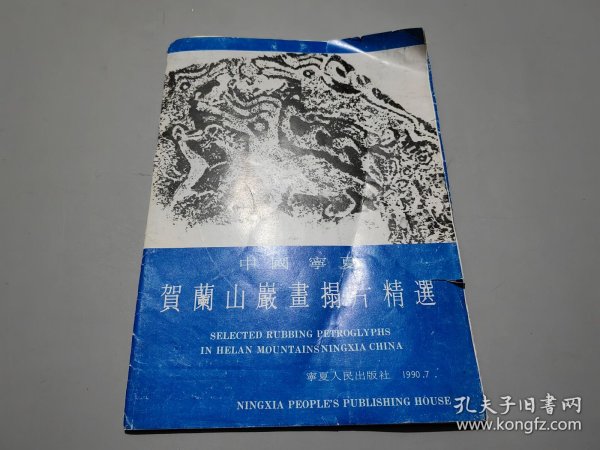 中國寧夏
賀蘭山巖畫搨片精選
SELECTED RUBBING PETROGLYPHS
IN HELAN MOUNTAINS NINGXIA CHINA
寧夏人民出版社 1990.7
NINGXIA PEOPLE'S PUBLISHING HOUSE
孔夫子旧书网
www.kongfz.com